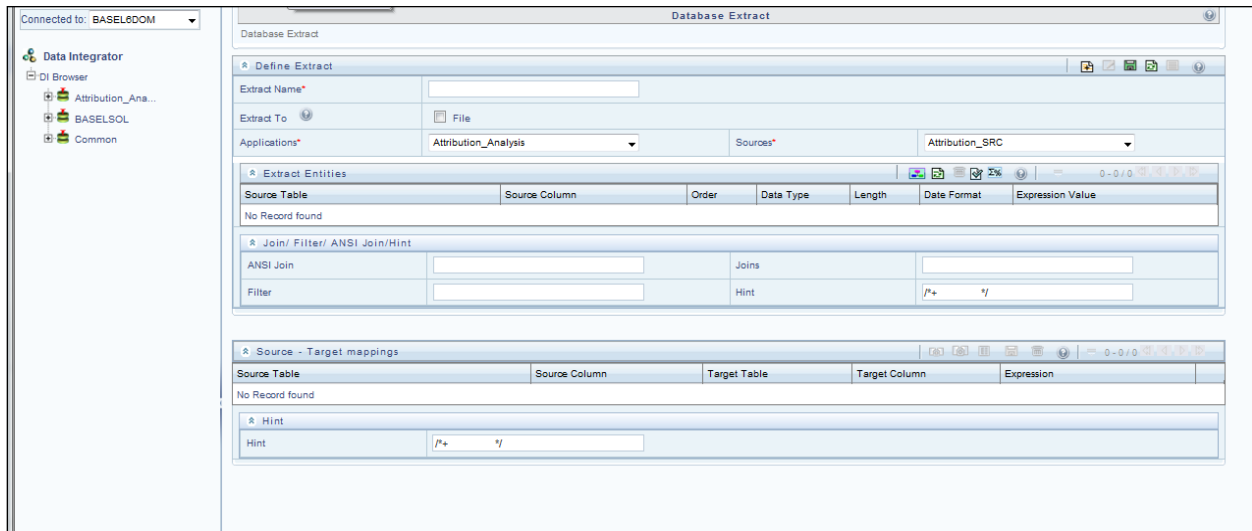 Connected to: BASEL6DOM
Data Integrator
DI Browser
Attribution_Ana...
BASELSOL
Common
Database Extract
Database Extract
Define Extract
Extract Name*
Extract To File
Applications* Attribution_Analysis Sources* Attribution_SRC
Extract Entities Σ% 0-0/0
Source Table Source Column Order Data Type Length Date Format Expression Value
No Record found
Join/ Filter/ ANSI Join/Hint
ANSI Join Joins
Filter Hint /*+ */
Source - Target mappings 0-0/0
Source Table Source Column Target Table Target Column Expression
No Record found
Hint
Hint /*+ */